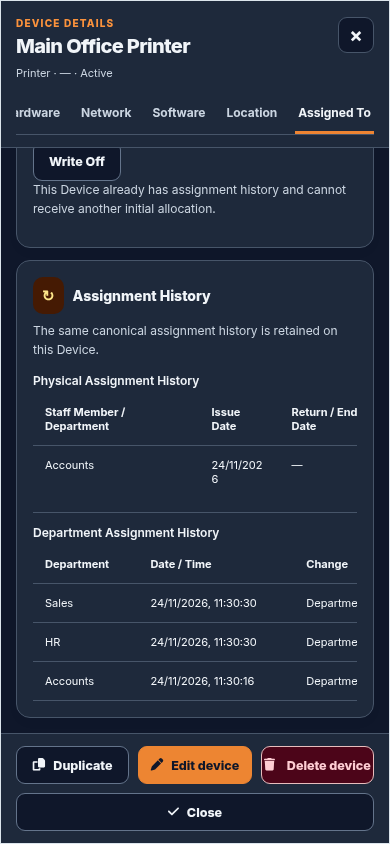 DEVICE DETAILS
Main Office Printer
Printer · — · Active
ardware Network Software Location Assigned To
Write Off
This Device already has assignment history and cannot
receive another initial allocation.
Assignment History
The same canonical assignment history is retained on
this Device.
Physical Assignment History
Staff Member / Issue Return / End
Department Date Date
Accounts 24/11/202 —
6
Department Assignment History
Department Date / Time Change
Sales 24/11/2026, 11:30:30 Departme
HR 24/11/2026, 11:30:30 Departme
Accounts 24/11/2026, 11:30:16 Departme
Duplicate Edit device Delete device
Close